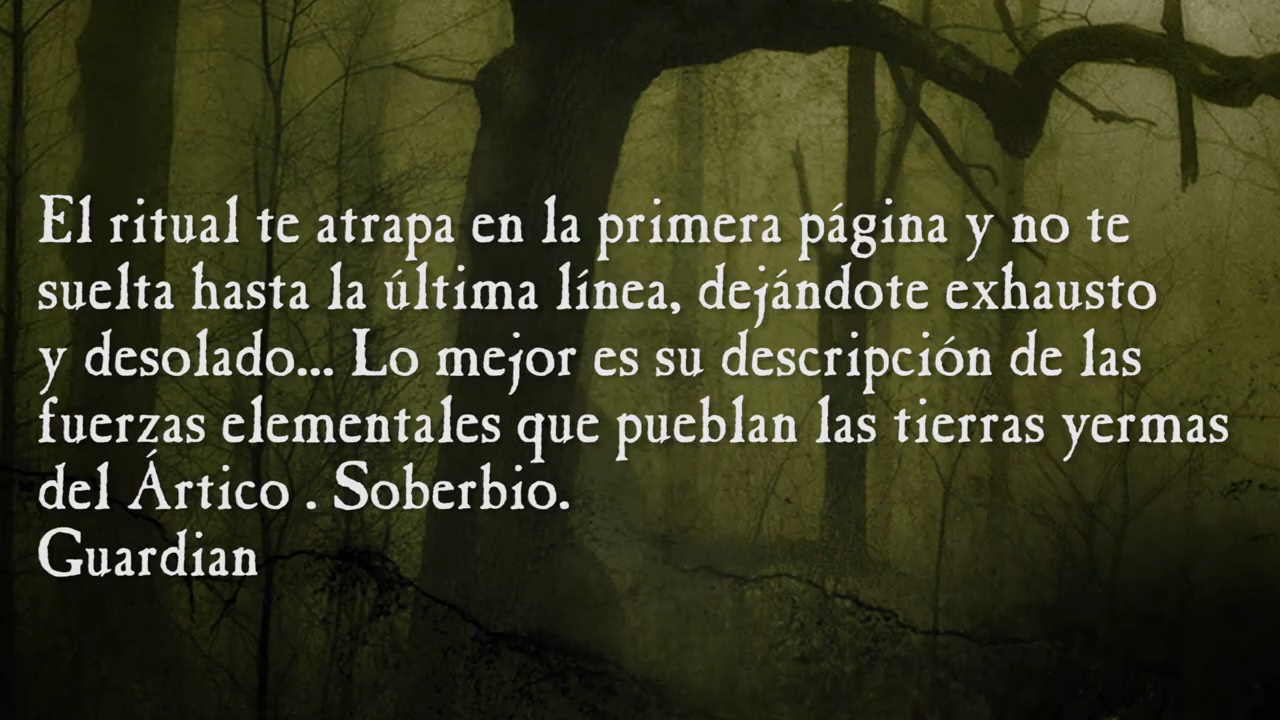 El ritual te atrapa en la primera página y no te
suelta hasta la última línea, dejándote exhausto
y desolado... Lo mejor es su descripción de las
fuerzas elementales que pueblan las tierras yermas
del Ártico . Soberbio.
Guardian